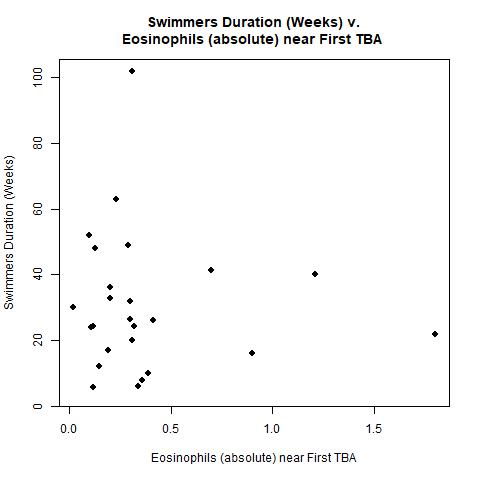 Swimmers Duration (Weeks) v.
Eosinophils (absolute) near First TBA
Swimmers Duration (Weeks)
100
80
60
40
20
0
0.0 0.5 1.0 1.5
Eosinophils (absolute) near First TBA